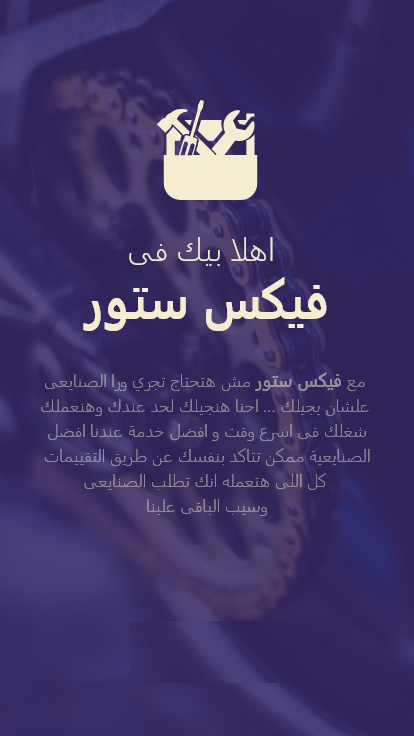 اهلا بيك فى
فيكس ستور
مع فيكس ستور مش هتحتاج تجري ورا الصنايعى
علشان يجيلك ... احنا هنجيلك لحد عندك وهنعملك
شغلك فى اسرع وقت و افضل خدمة عندنا افضل
الصنايعية ممكن تتاكد بنفسك عن طريق التقييمات
كل اللى هتعمله انك تطلب الصنايعى
وسيب الباقى علينا